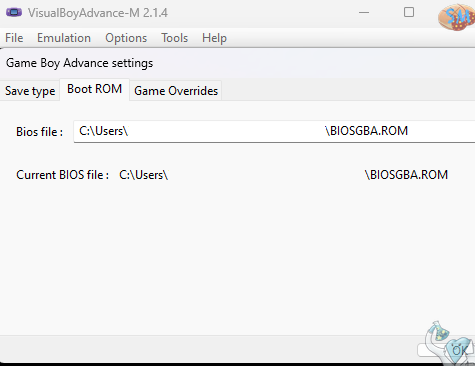 VisualBoyAdvance-M 2.1.4
File Emulation Options Tools Help
Game Boy Advance settings
Save type Boot ROM Game Overrides
Bios file : C:\Users\ \BIOSGBA.ROM
Current BIOS file : C:\Users\ \BIOSGBA.ROM
OK